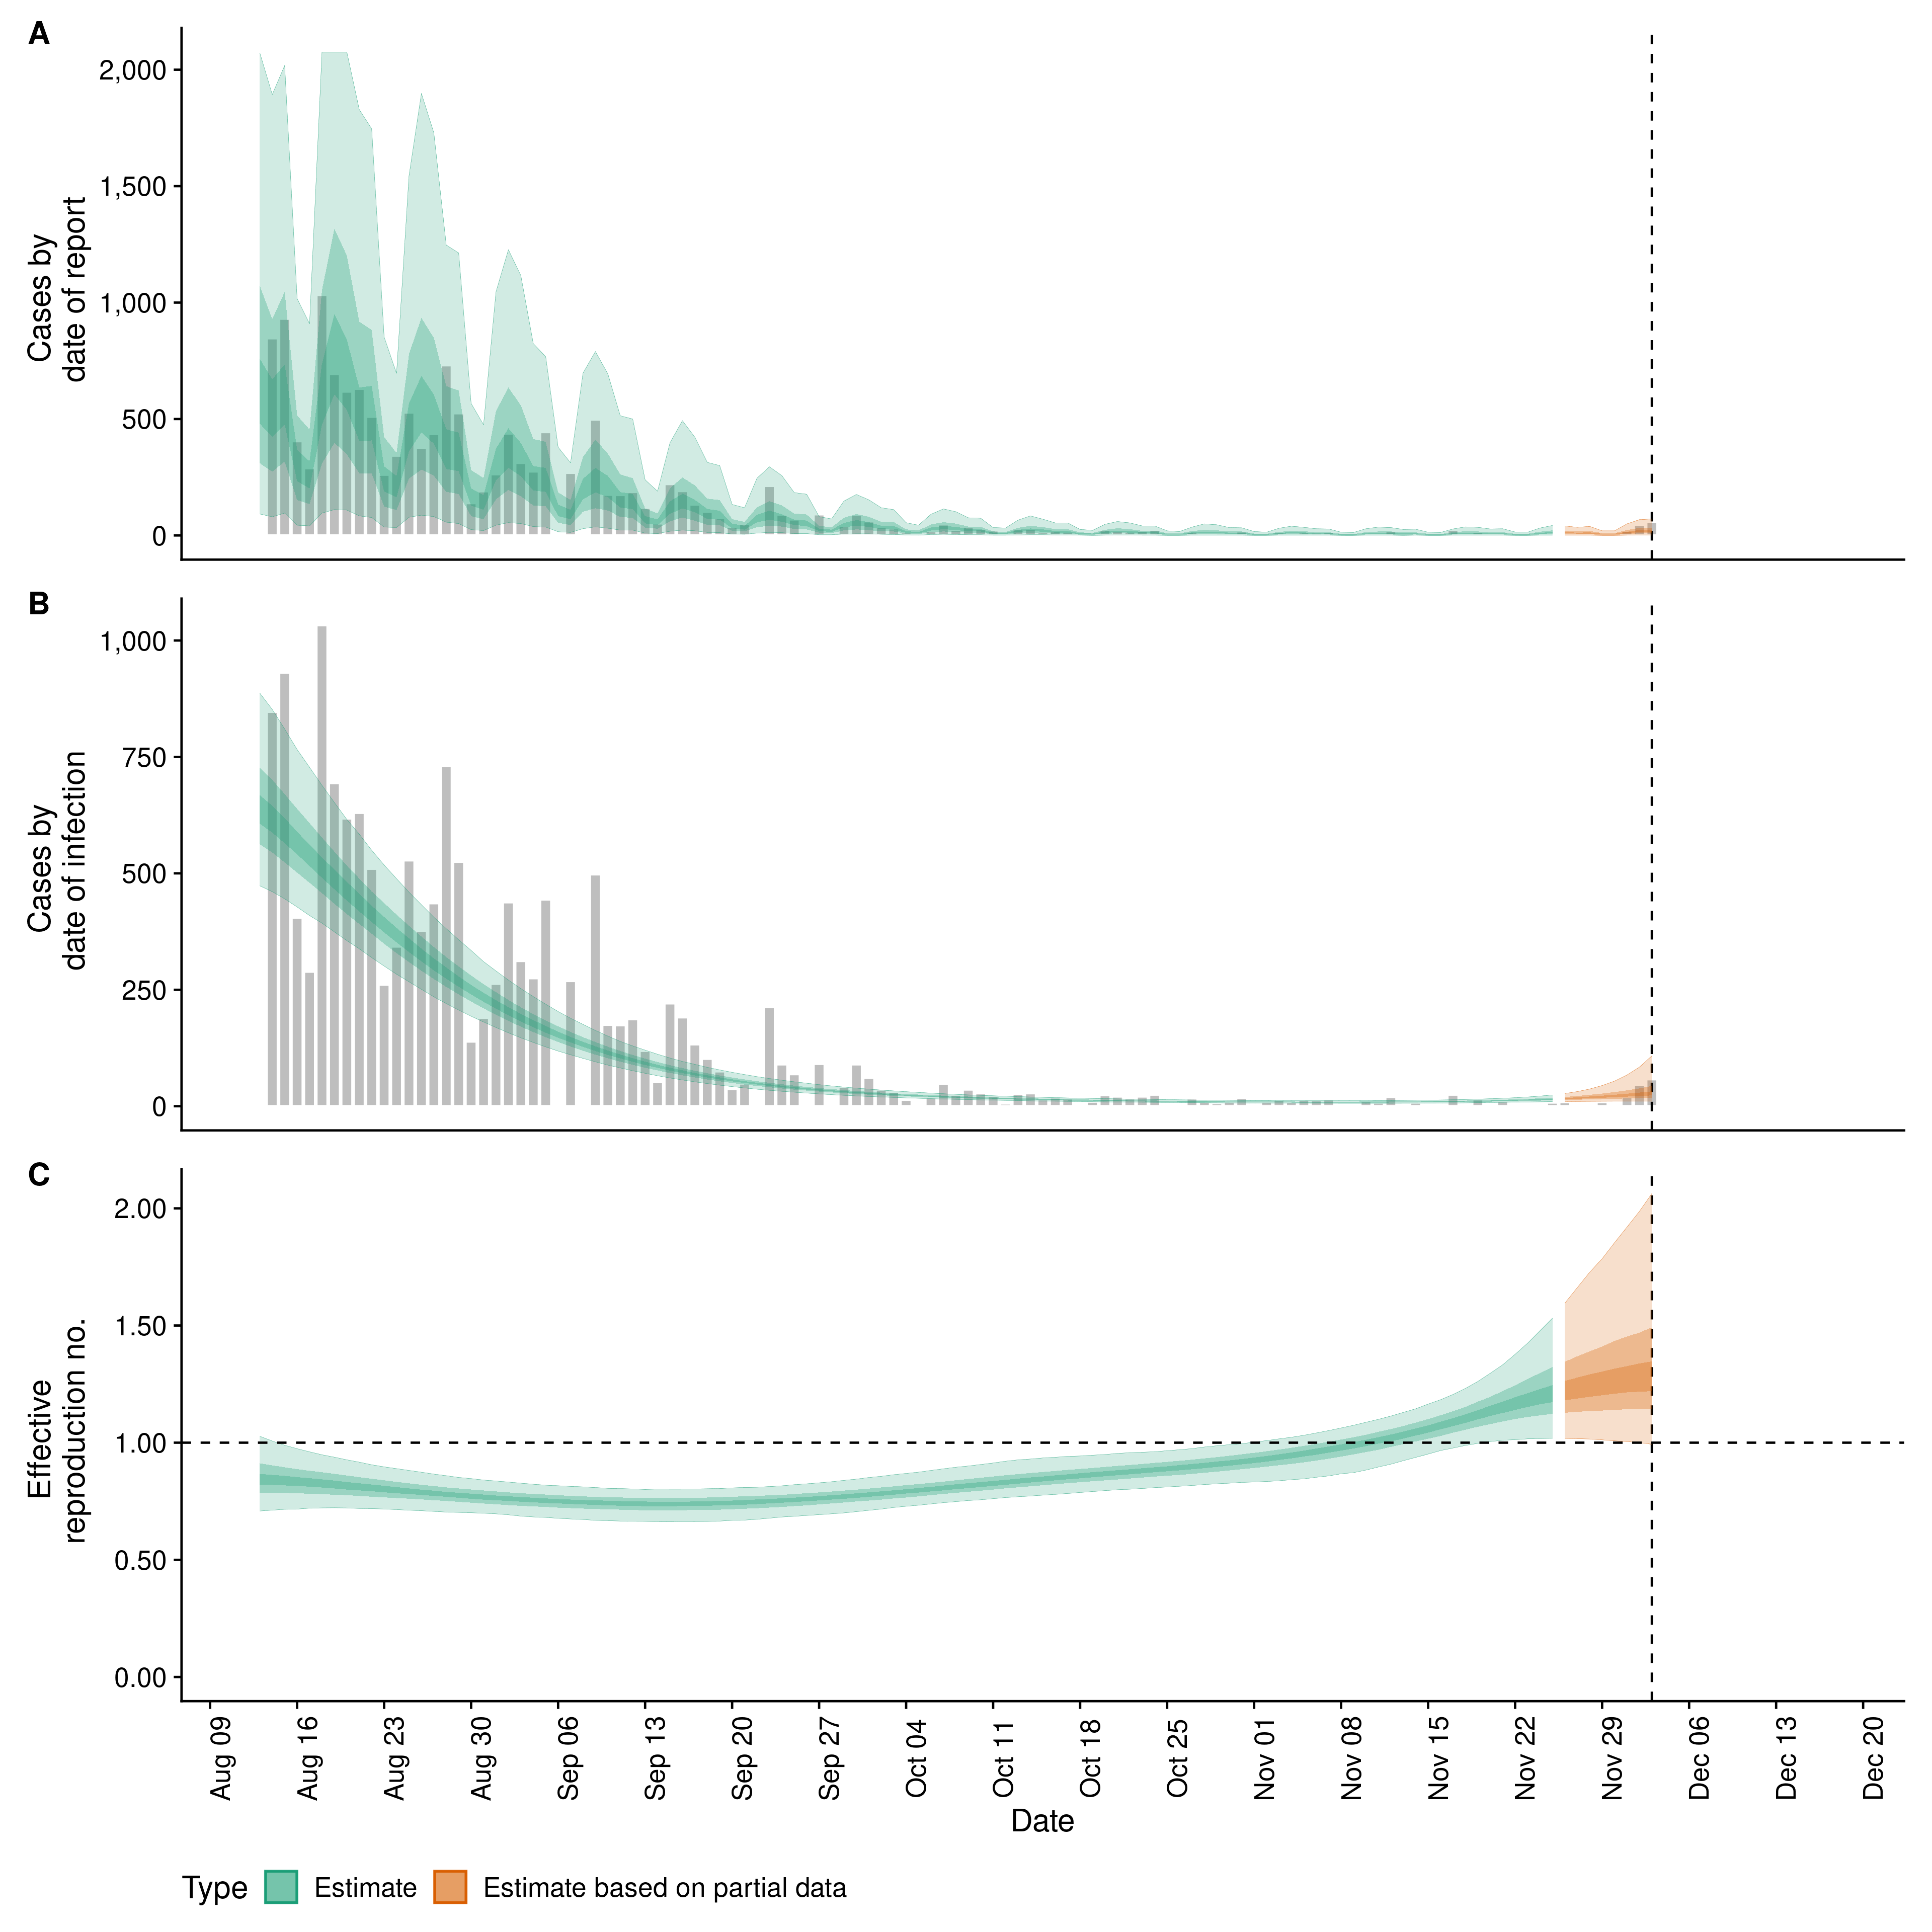 A
Cases by
date of report
2,000
1,500
1,000
500
0
B
Cases by
date of infection
1,000
750
500
250
0
C
Effective
reproduction no.
2.00
1.50
1.00
0.50
0.00
Aug 09
Aug 16
Aug 23
Aug 30
Sep 06
Sep 13
Sep 20
Sep 27
Oct 04
Oct 11
Oct 18
Oct 25
Nov 01
Nov 08
Nov 15
Nov 22
Nov 29
Dec 06
Dec 13
Dec 20
Date
Type Estimate Estimate based on partial data